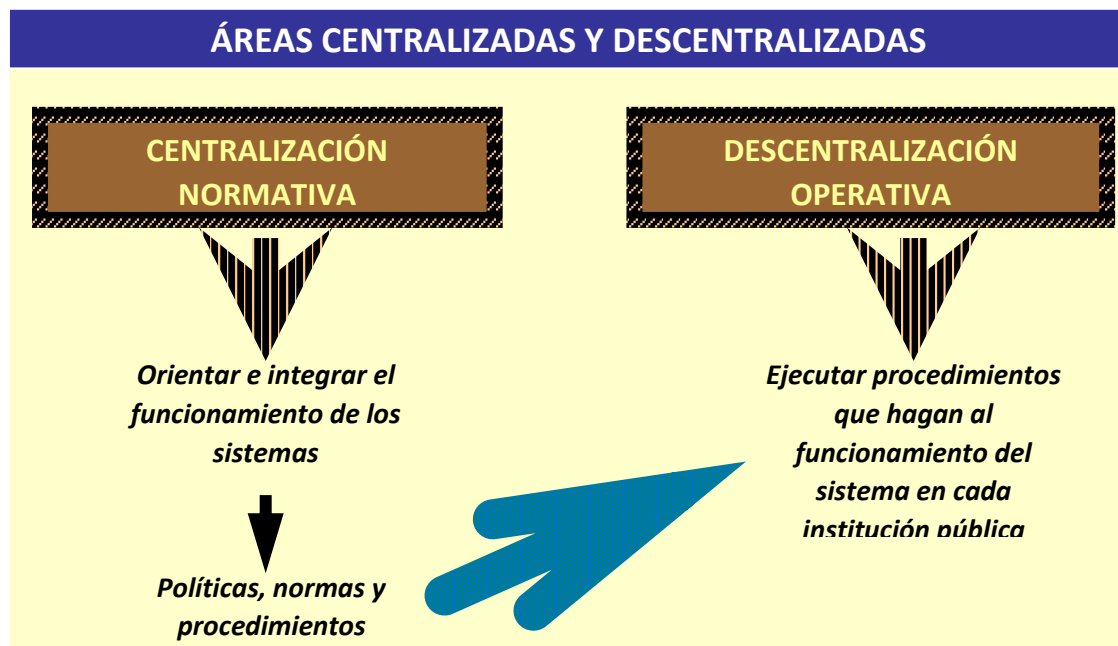 ÁREAS CENTRALIZADAS Y DESCENTRALIZADAS
CENTRALIZACIÓN
NORMATIVA
Orientar e integrar el
funcionamiento de los
sistemas
Políticas, normas y
procedimientos
DESCENTRALIZACIÓN
OPERATIVA
Ejecutar procedimientos
que hagan al
funcionamiento del
sistema en cada
institución pública